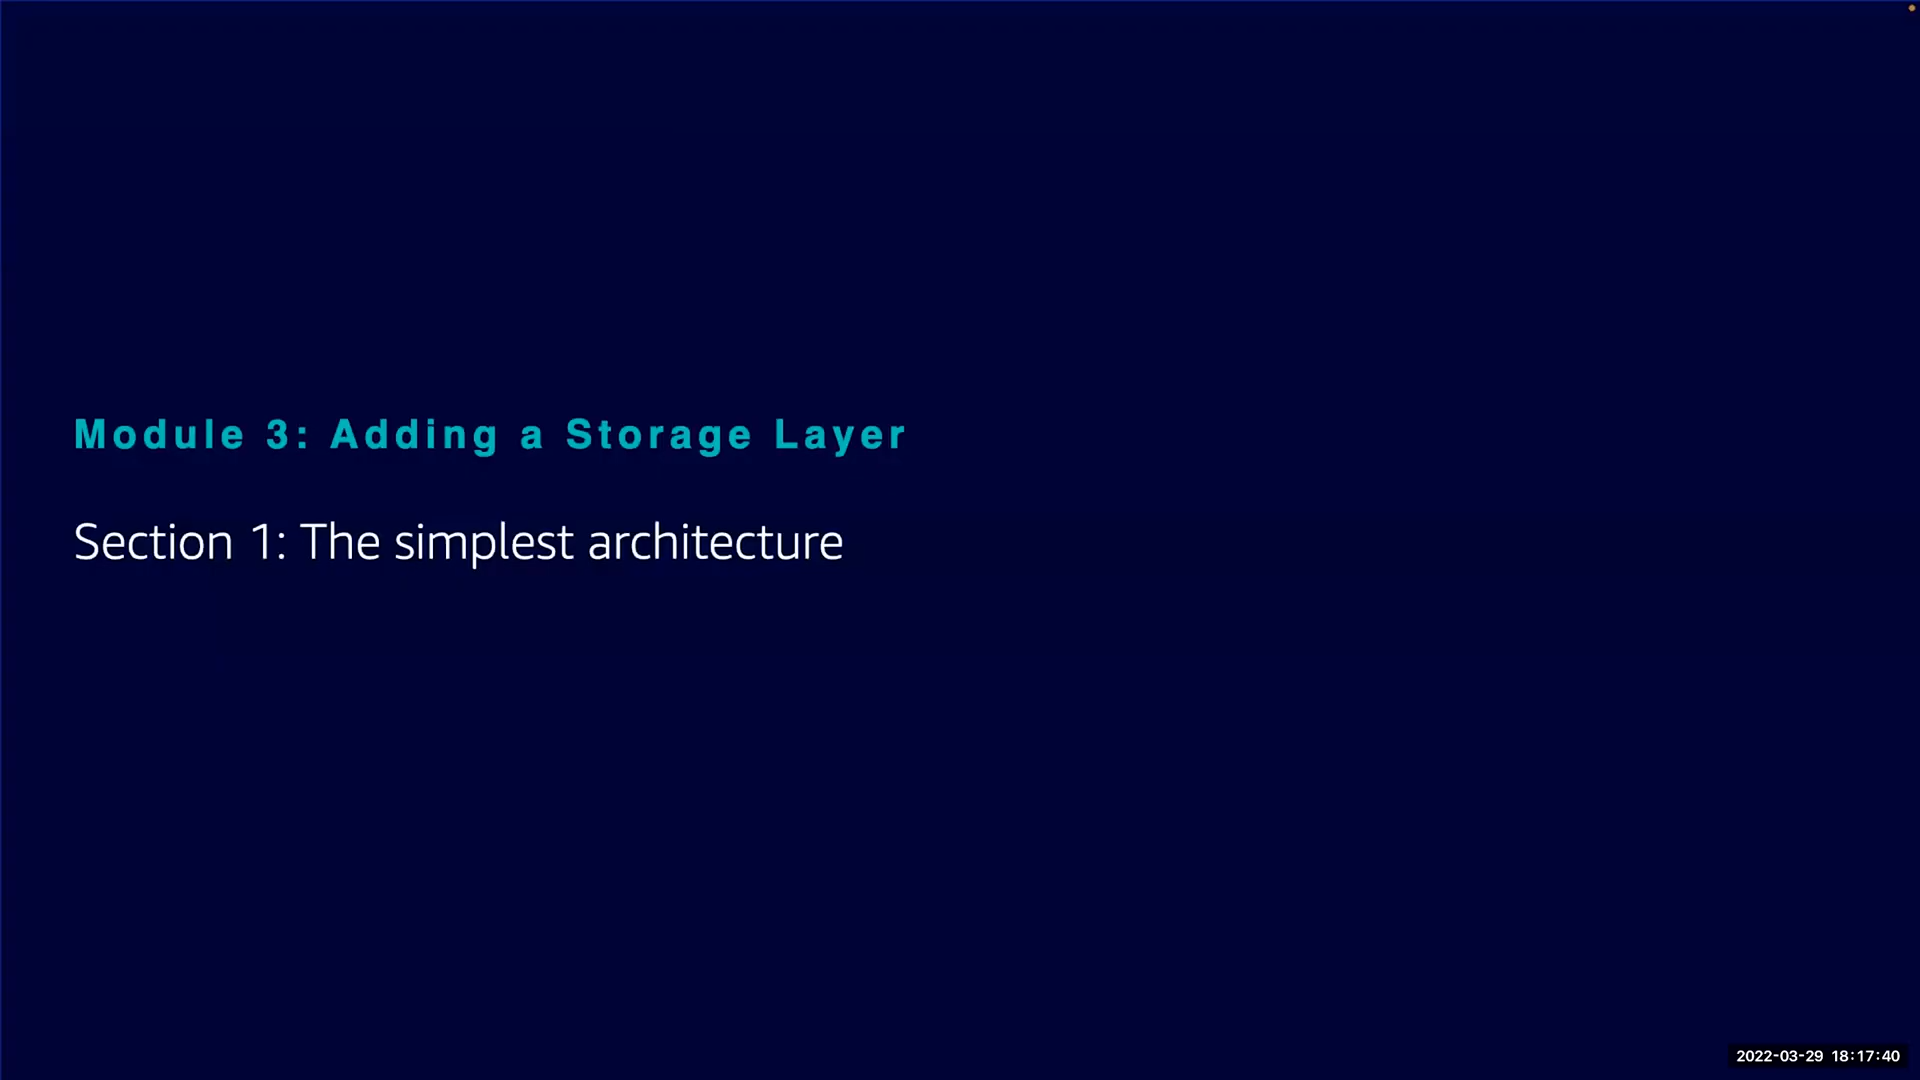 Module 3: Adding a Storage Layer
Section 1: The simplest architecture
2022-03-29 18:17:40